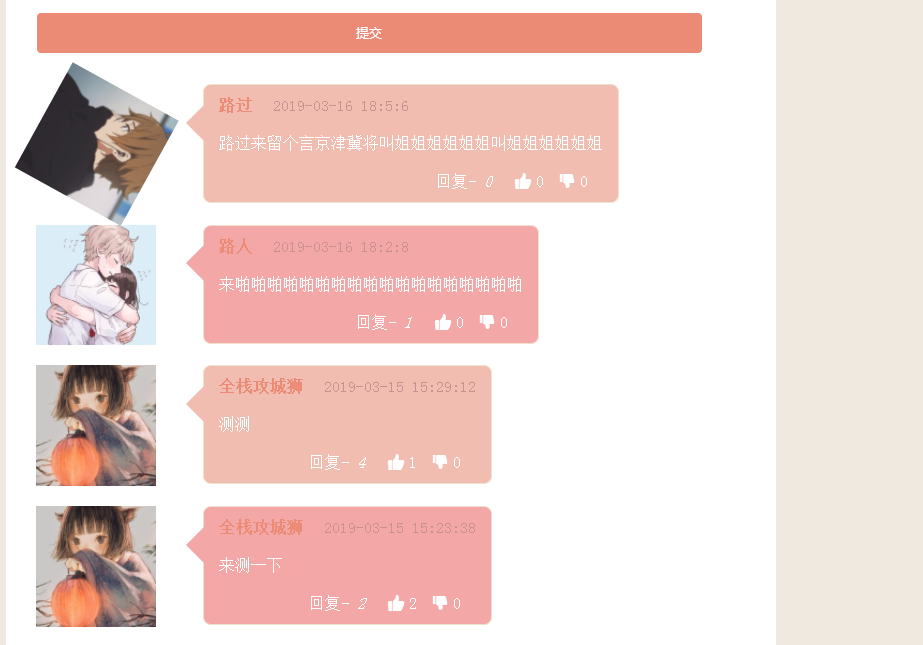 提交
路过 2019-03-16 18:5:6
路过来留个言京津冀将叫姐姐姐姐姐姐叫姐姐姐姐姐姐
回复- 0 0 0
路人 2019-03-16 18:2:8
来啪啪啪啪啪啪啪啪啪啪啪啪啪啪啪啪啪啪
回复- 1 0 0
全栈攻城狮 2019-03-15 15:29:12
测测
回复- 4 1 0
全栈攻城狮 2019-03-15 15:23:38
来测一下
回复- 2 2 0